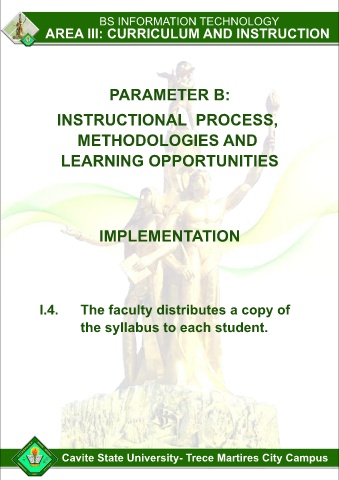 BS INFORMATION TECHNOLOGY
AREA III: CURRICULUM AND INSTRUCTION
PARAMETER B:
INSTRUCTIONAL PROCESS,
METHODOLOGIES AND
LEARNING OPPORTUNITIES
IMPLEMENTATION
I.4. The faculty distributes a copy of
the syllabus to each student.
Cavite State University- Trece Martires City Campus